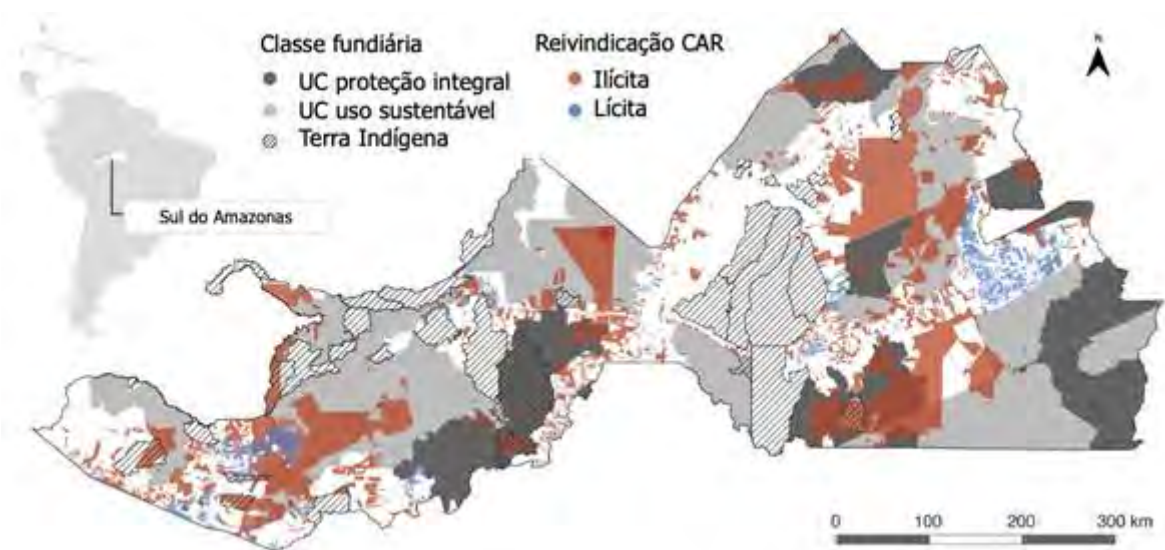 Classe fundiária
UC proteção integral
UC uso sustentável
Terra Indígena
Reivindicação CAR
Ilícita
Lícita
N
Sul do Amazonas
0 100 200 300 km